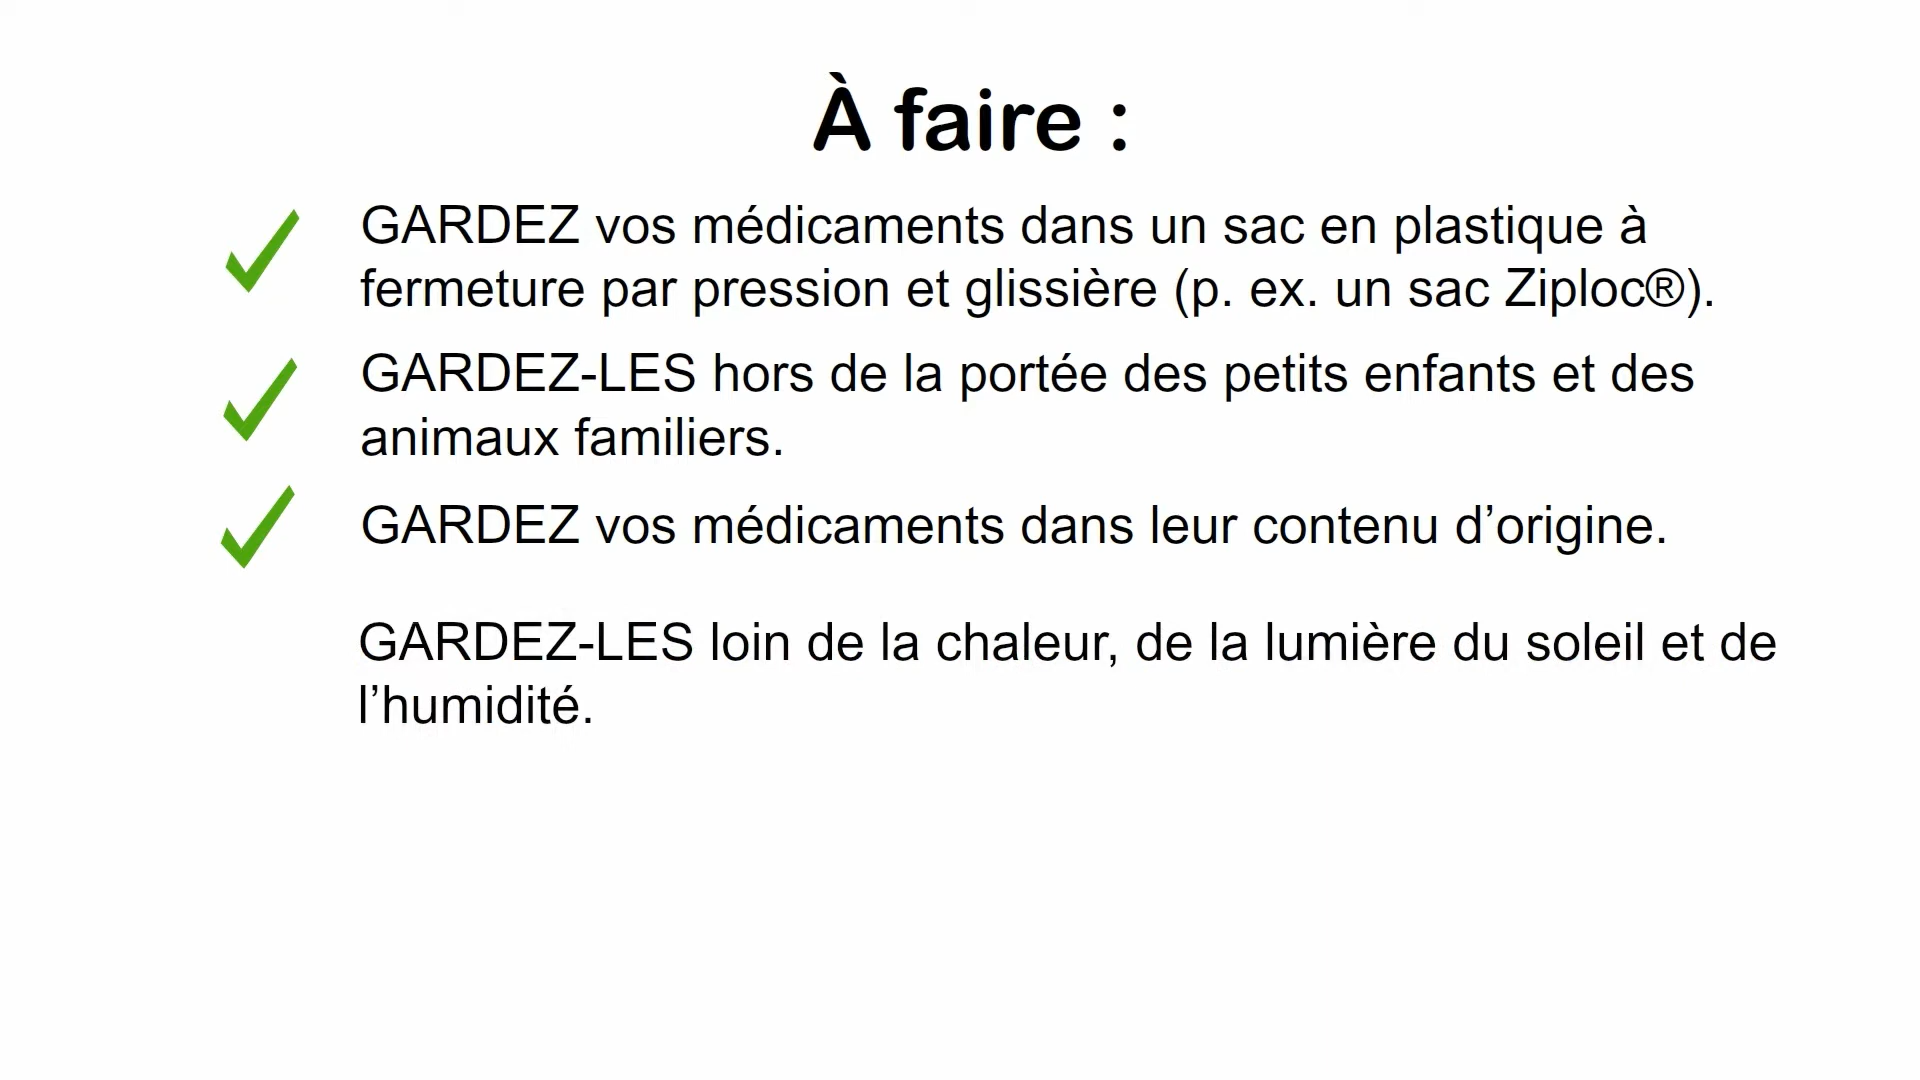 À faire :
GARDEZ vos médicaments dans un sac en plastique à
fermeture par pression et glissière (p. ex. un sac Ziploc®).
GARDEZ-LES hors de la portée des petits enfants et des
animaux familiers.
GARDEZ vos médicaments dans leur contenu d’origine.
GARDEZ-LES loin de la chaleur, de la lumière du soleil et de
l’humidité.